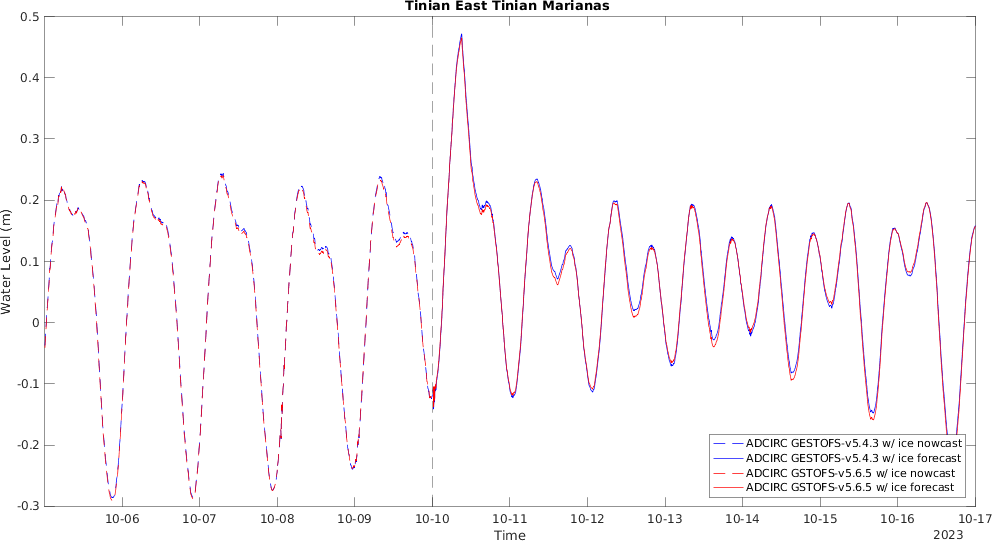 Tinian East Tinian Marianas
0.5
0.4
0.3
0.2
0.1
0
-0.1
-0.2
-0.3
Water Level (m)
ADCIRC GESTOFS-v5.4.3 w/ ice nowcast
ADCIRC GESTOFS-v5.4.3 w/ ice forecast
ADCIRC GSTOFS-v5.6.5 w/ ice nowcast
ADCIRC GSTOFS-v5.6.5 w/ ice forecast
10-06 10-07 10-08 10-09 10-10 10-11 10-12 10-13 10-14 10-15 10-16 10-17
Time
2023